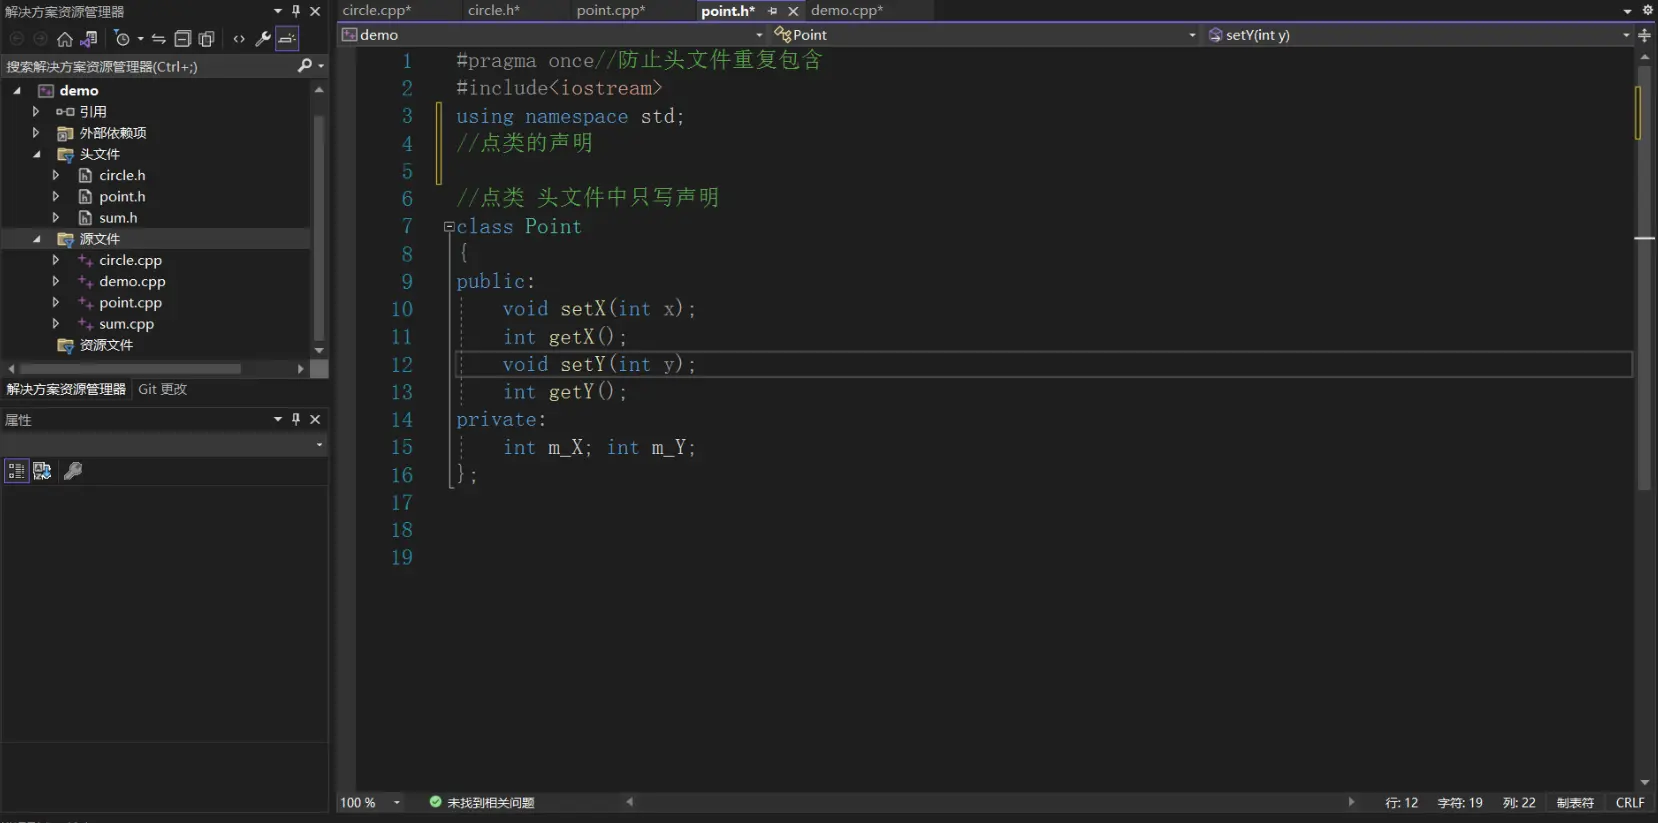 解决方案资源管理器
搜索解决方案资源管理器(Ctrl+;)
demo
引用
外部依赖项
头文件
circle.h
point.h
sum.h
源文件
circle.cpp
demo.cpp
point.cpp
sum.cpp
资源文件
解决方案资源管理器 Git 更改
属性
circle.cpp* circle.h* point.cpp* point.h* demo.cpp*
demo Point setY(int y)
1 #pragma once//防止头文件重复包含
2 #include<iostream>
3 using namespace std;
4 //点类的声明
5
6 //点类 头文件中只写声明
7 class Point
8 {
9 public:
10 void setX(int x);
11 int getX();
12 void setY(int y);
13 int getY();
14 private:
15 int m_X; int m_Y;
16 };
17
18
19
100 % 未找到相关问题 行: 12 字符: 19 列: 22 制表符 CRLF